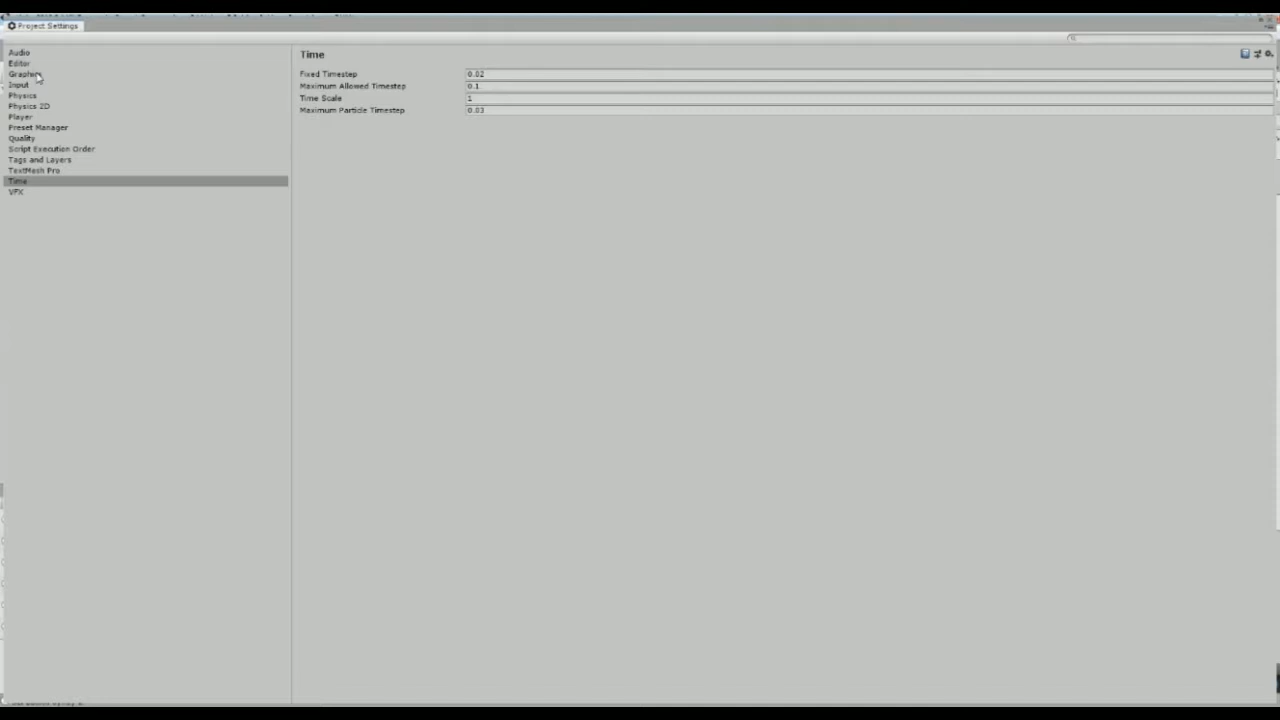 Project Settings
Audio
Editor
Graphics
Input
Physics
Physics 2D
Player
Preset Manager
Quality
Script Execution Order
Tags and Layers
TextMesh Pro
Time
VFX
Time
Fixed Timestep 0.02
Maximum Allowed Timestep 0.1
Time Scale 1
Maximum Particle Timestep 0.03